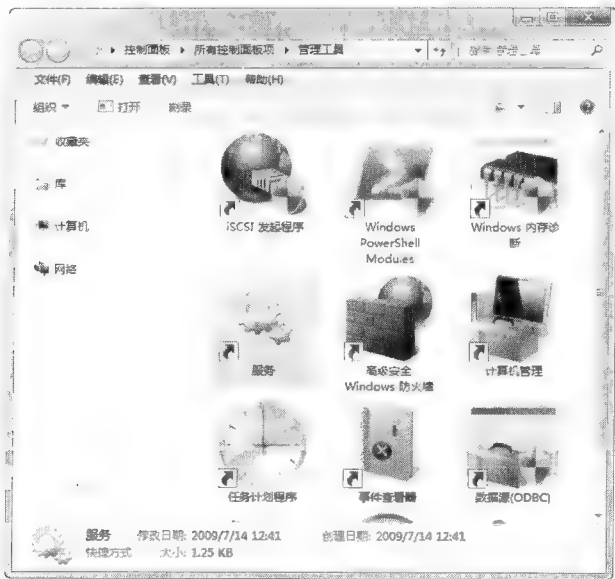 控制面板 ▸ 所有控制面板项 ▸ 管理工具
文件(F) 编辑(E) 查看(V) 工具(T) 帮助(H)
组织 打开 刻录
收藏夹
库
计算机
网络
iSCSI 发起程序
Windows
PowerShell
Modules
Windows 内存诊
断
服务
高级安全
Windows 防火墙
计算机管理
任务计划程序
事件查看器
数据源(ODBC)
服务 修改日期: 2009/7/14 12:41 创建日期: 2009/7/14 12:41
快捷方式 大小: 1.25 KB